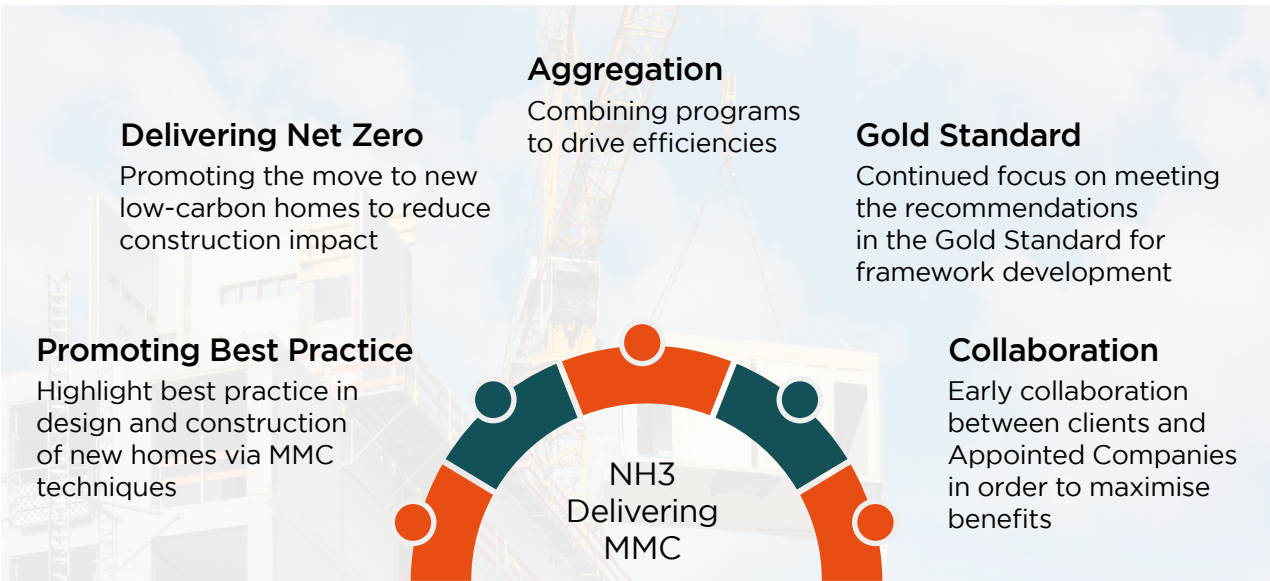 Aggregation
Combining programs
to drive efficiencies
Delivering Net Zero
Promoting the move to new
low-carbon homes to reduce
construction impact
Gold Standard
Continued focus on meeting
the recommendations
in the Gold Standard for
framework development
Promoting Best Practice
Highlight best practice in
design and construction
of new homes via MMC
techniques
Collaboration
Early collaboration
between clients and
Appointed Companies
in order to maximise
benefits
NH3
Delivering
MMC